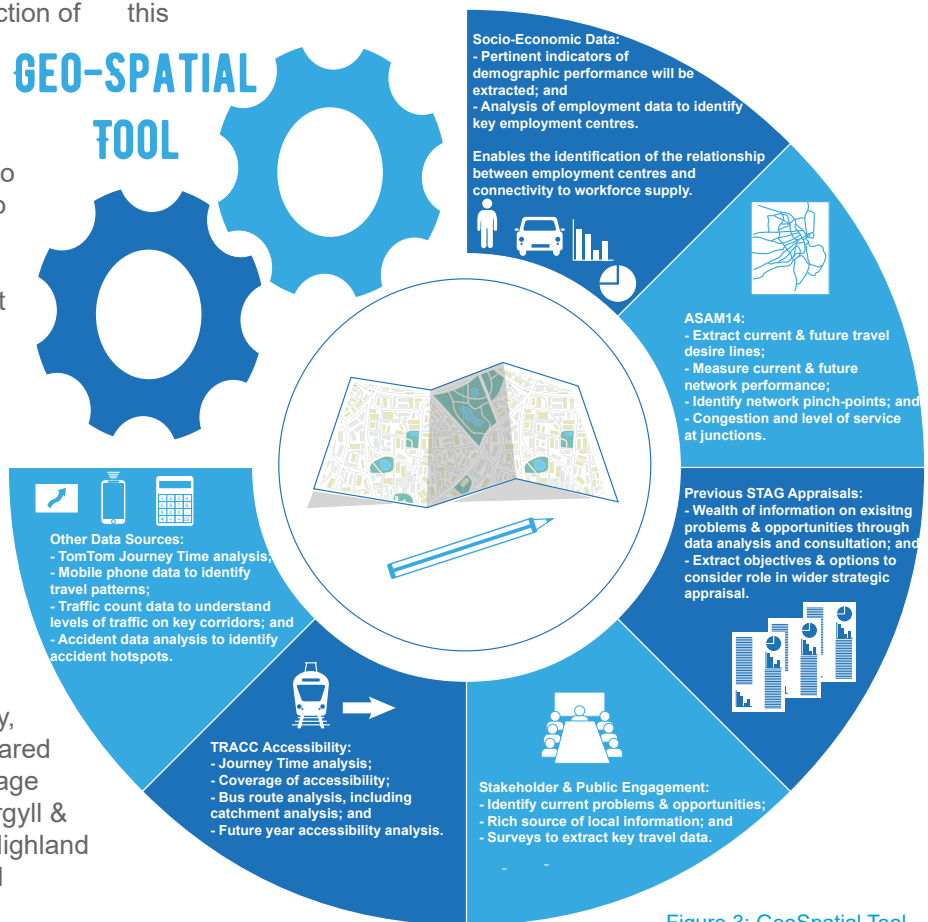 ction of this
GEO-SPATIAL
TOOL
o
o
t
y,
ared
age
rgyll &
Highland
Socio-Economic Data:
- Pertinent indicators of
demographic performance will be
extracted; and
- Analysis of employment data to identify
key employment centres.
Enables the identification of the relationship
between employment centres and
connectivity to workforce supply.
ASAM14:
- Extract current & future travel
desire lines;
- Measure current & future
network performance;
- Identify network pinch-points; and
- Congestion and level of service
at junctions.
Previous STAG Appraisals:
- Wealth of information on exisitng
problems & opportunities through
data analysis and consultation; and
- Extract objectives & options to
consider role in wider strategic
appraisal.
Stakeholder & Public Engagement:
- Identify current problems & opportunities;
- Rich source of local information; and
- Surveys to extract key travel data.
TRACC Accessibility:
- Journey Time analysis;
- Coverage of accessibility;
- Bus route analysis, including
catchment analysis; and
- Future year accessibility analysis.
Other Data Sources:
- TomTom Journey Time analysis;
- Mobile phone data to identify
travel patterns;
- Traffic count data to understand
levels of traffic on key corridors; and
- Accident data analysis to identify
accident hotspots.
Figure 3: GeoSpatial Tool